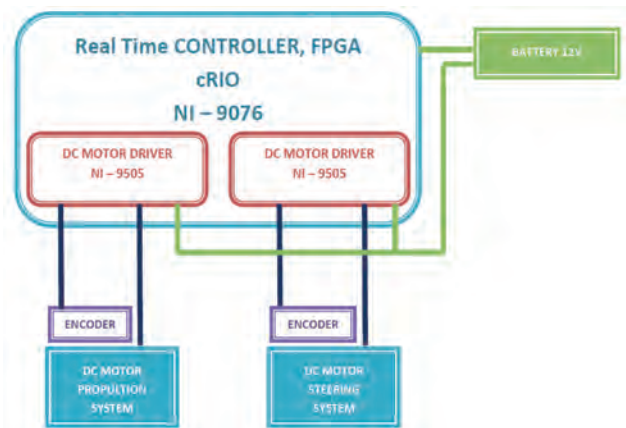 Real Time CONTROLLER, FPGA
cRIO
NI – 9076
BATTERY 12V
DC MOTOR DRIVER
NI – 9505
DC MOTOR DRIVER
NI – 9505
ENCODER
ENCODER
DC MOTOR
PROPULTION
SYSTEM
DC MOTOR
STEERING
SYSTEM